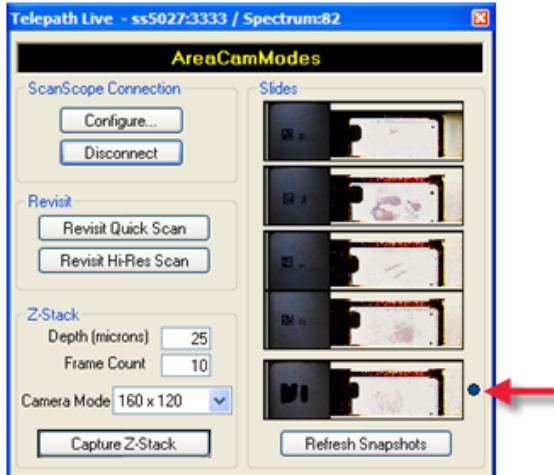 Telepath Live - ss5027:3333 / Spectrum:82
AreaCamModes
ScanScope Connection
Configure...
Disconnect
Revisit
Revisit Quick Scan
Revisit Hi-Res Scan
Z-Stack
Depth (microns) 25
Frame Count 10
Camera Mode 160 x 120
Capture Z-Stack
Slides
Refresh Snapshots